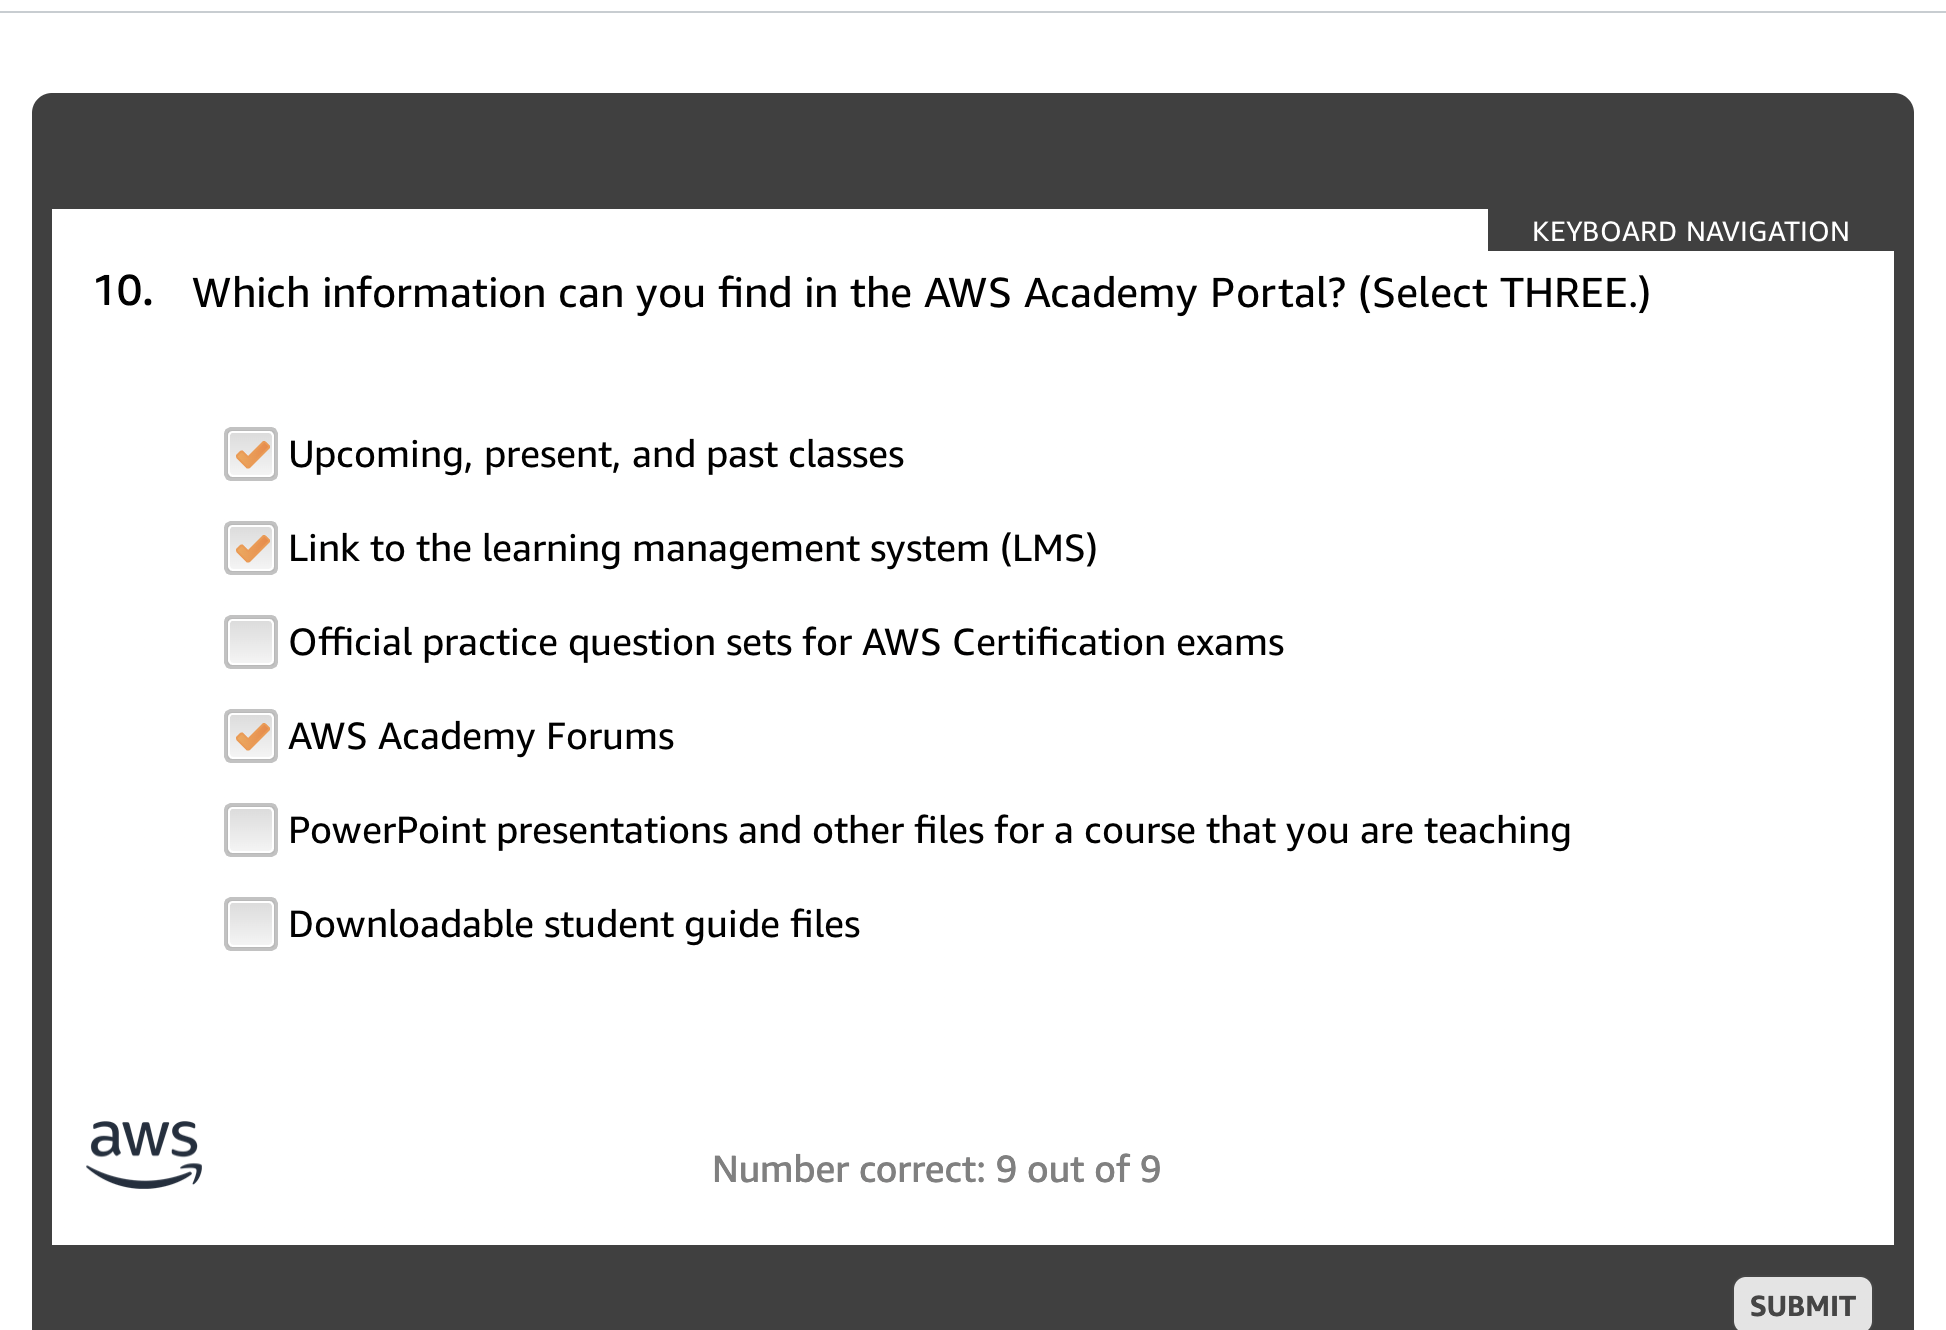 KEYBOARD NAVIGATION
10. Which information can you find in the AWS Academy Portal? (Select THREE.)
Upcoming, present, and past classes
Link to the learning management system (LMS)
Official practice question sets for AWS Certification exams
AWS Academy Forums
PowerPoint presentations and other files for a course that you are teaching
Downloadable student guide files
aws
Number correct: 9 out of 9
SUBMIT